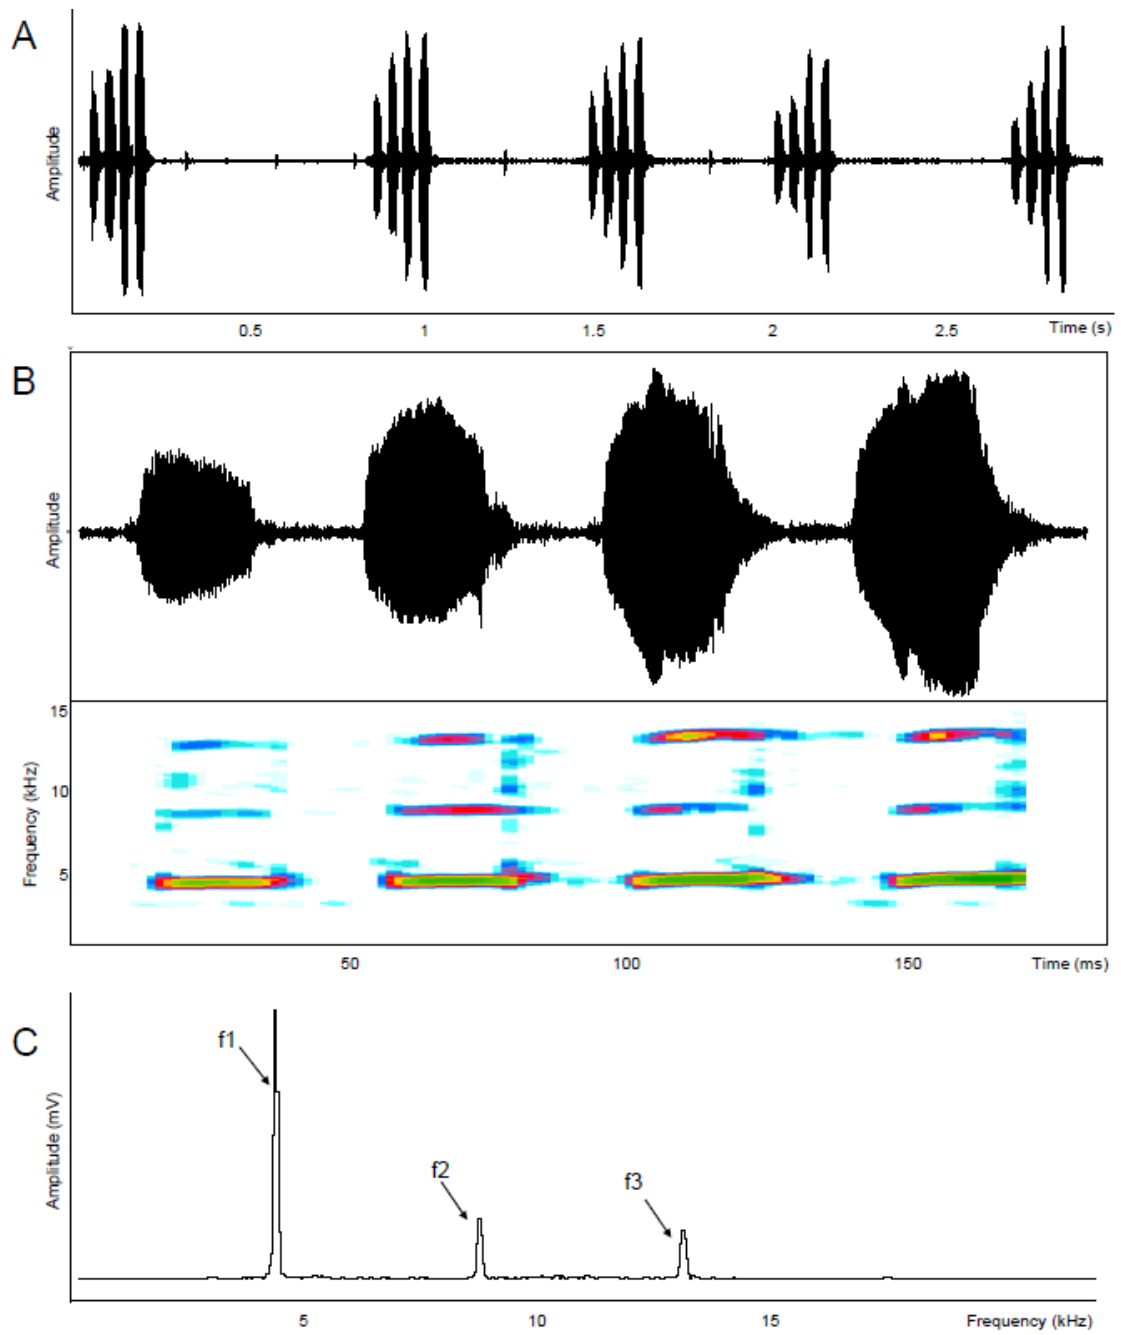 A
Amplitude
0.5 1 1.5 2 2.5 Time (s)
B
Amplitude
15
10
5
Frequency (kHz)
50 100 150 Time (ms)
C
f1
f2
f3
Amplitude (mV)
5 10 15 Frequency (kHz)